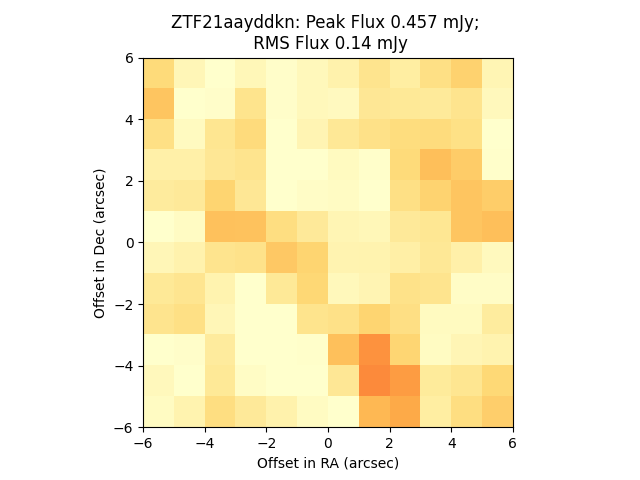 ZTF21aayddkn: Peak Flux 0.457 mJy;
RMS Flux 0.14 mJy
6
4
2
0
−2
−4
−6
Offset in Dec (arcsec)
−6 −4 −2 0 2 4 6
Offset in RA (arcsec)